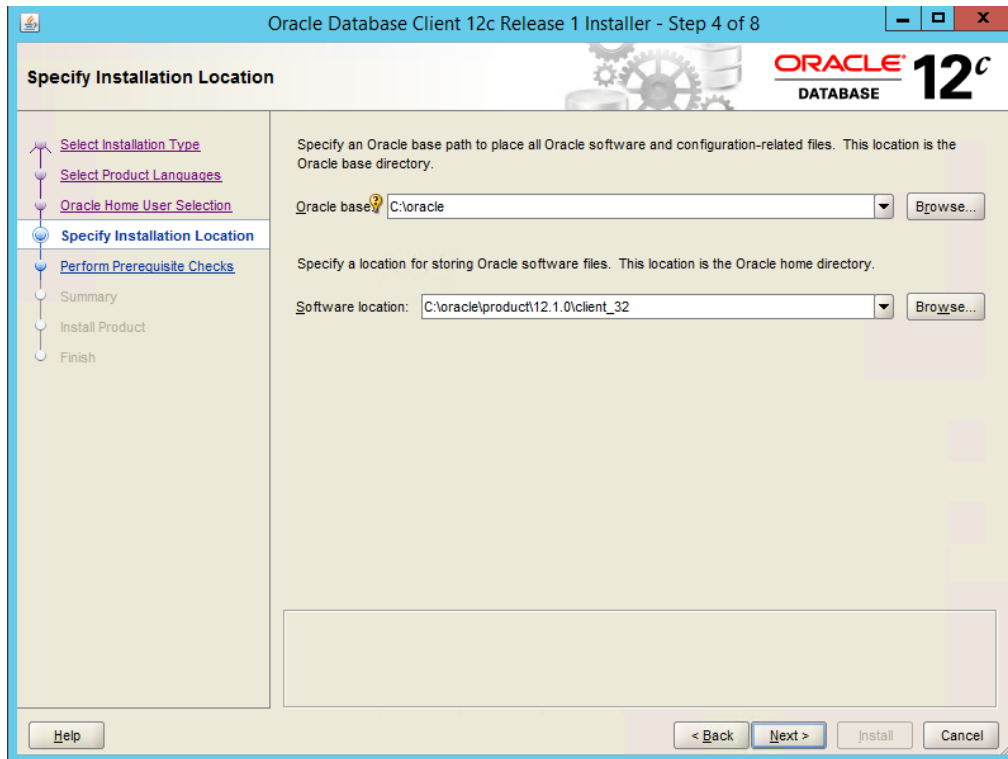 Oracle Database Client 12c Release 1 Installer - Step 4 of 8
Specify Installation Location
ORACLE®
DATABASE
12c
Select Installation Type
Select Product Languages
Oracle Home User Selection
Specify Installation Location
Perform Prerequisite Checks
Summary
Install Product
Finish
Specify an Oracle base path to place all Oracle software and configuration-related files. This location is the
Oracle base directory.
Oracle base: C:\oracle Browse...
Specify a location for storing Oracle software files. This location is the Oracle home directory.
Software location: C:\oracle\product\12.1.0\client_32 Browse...
Help < Back Next > Install Cancel